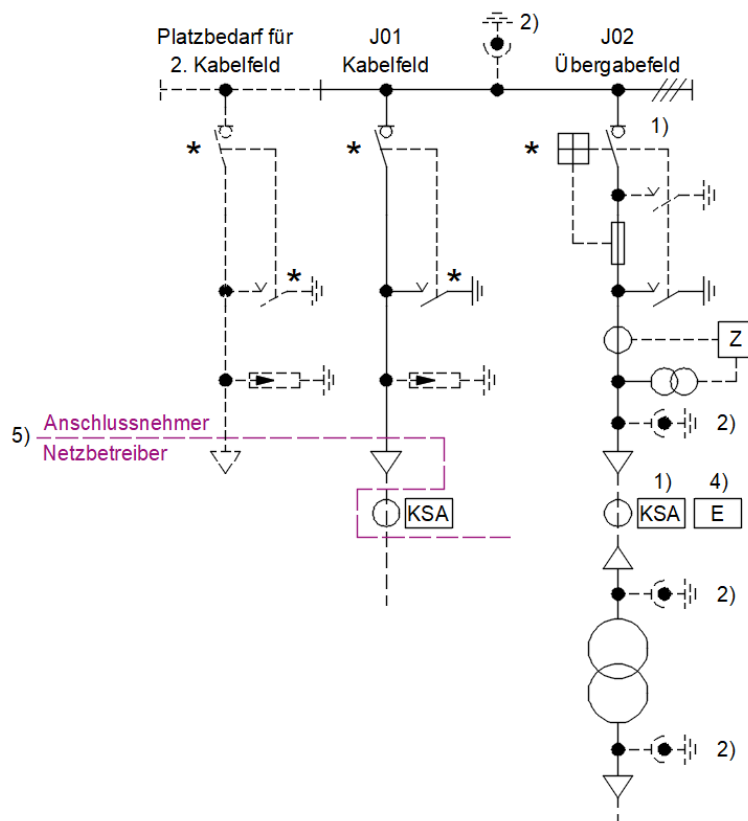 Platzbedarf für
2. Kabelfeld
J01
Kabelfeld
2)
J02
Übergabefeld
*
*
*
1)
*
*
Z
5)
Anschlussnehmer
Netzbetreiber
2)
KSA
1)
KSA
4)
E
2)
2)